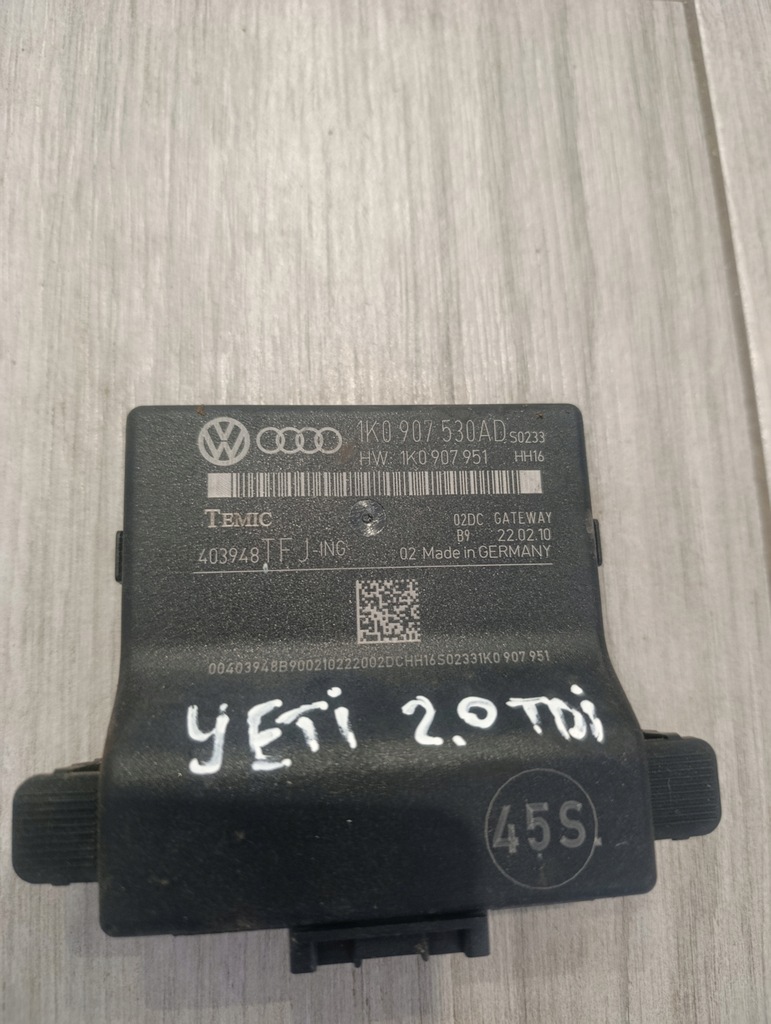 1K0 907 530AD S0233
HW: 1K0 907 951 HH16
TEMIC
02DC GATEWAY
B9 22.02.10
403948 TFJ-ING 02 Made in GERMANY
00403948B900210222002DCHH16S02331K0 907 951
YETi 2.0 TDi
45S.